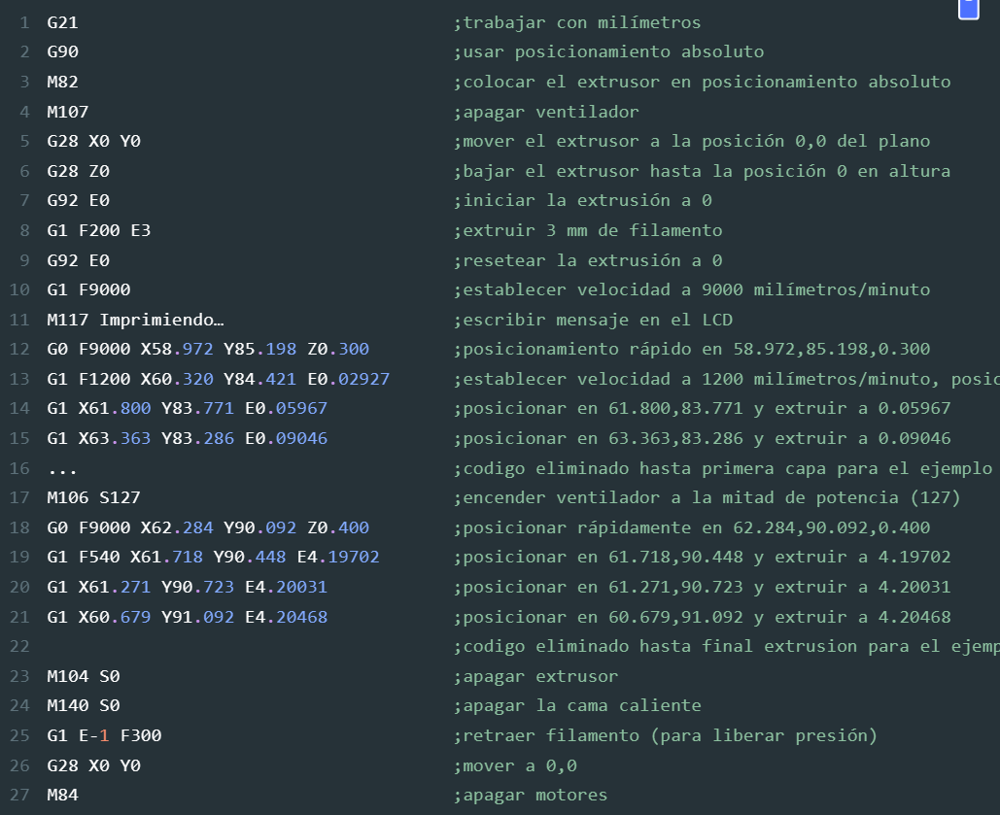 1 G21 ;trabajar con milímetros
2 G90 ;usar posicionamiento absoluto
3 M82 ;colocar el extrusor en posicionamiento absoluto
4 M107 ;apagar ventilador
5 G28 X0 Y0 ;mover el extrusor a la posición 0,0 del plano
6 G28 Z0 ;bajar el extrusor hasta la posición 0 en altura
7 G92 E0 ;iniciar la extrusión a 0
8 G1 F200 E3 ;extruir 3 mm de filamento
9 G92 E0 ;resetear la extrusión a 0
10 G1 F9000 ;establecer velocidad a 9000 milímetros/minuto
11 M117 Imprimiendo… ;escribir mensaje en el LCD
12 G0 F9000 X58.972 Y85.198 Z0.300 ;posicionamiento rápido en 58.972,85.198,0.300
13 G1 F1200 X60.320 Y84.421 E0.02927 ;establecer velocidad a 1200 milímetros/minuto, posic
14 G1 X61.800 Y83.771 E0.05967 ;posicionar en 61.800,83.771 y extruir a 0.05967
15 G1 X63.363 Y83.286 E0.09046 ;posicionar en 63.363,83.286 y extruir a 0.09046
16 ... ;codigo eliminado hasta primera capa para el ejemplo
17 M106 S127 ;encender ventilador a la mitad de potencia (127)
18 G0 F9000 X62.284 Y90.092 Z0.400 ;posicionar rápidamente en 62.284,90.092,0.400
19 G1 F540 X61.718 Y90.448 E4.19702 ;posicionar en 61.718,90.448 y extruir a 4.19702
20 G1 X61.271 Y90.723 E4.20031 ;posicionar en 61.271,90.723 y extruir a 4.20031
21 G1 X60.679 Y91.092 E4.20468 ;posicionar en 60.679,91.092 y extruir a 4.20468
22 ;codigo eliminado hasta final extrusion para el ejemp
23 M104 S0 ;apagar extrusor
24 M140 S0 ;apagar la cama caliente
25 G1 E-1 F300 ;retraer filamento (para liberar presión)
26 G28 X0 Y0 ;mover a 0,0
27 M84 ;apagar motores